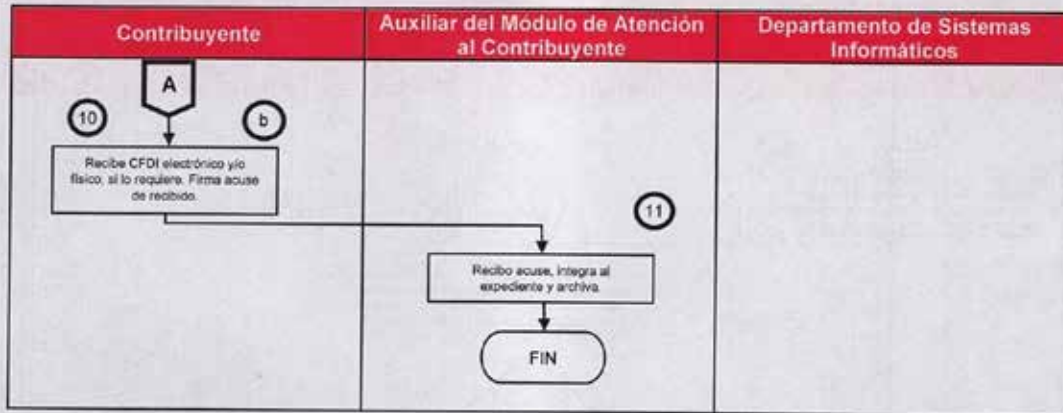 Contribuyente
Auxiliar del Módulo de Atención
al Contribuyente
Departamento de Sistemas
Informáticos
A
10
b
Recibe CFDI electrónico y/o
físico, si lo requiere. Firma acuse
de recibido.
11
Recibo acuse, integra al
expediente y archiva.
FIN